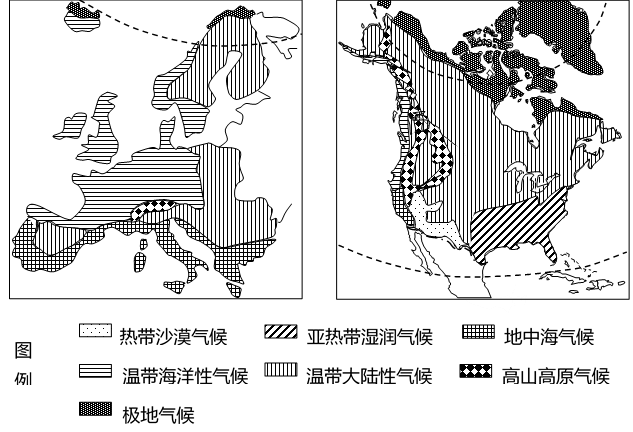 热带沙漠气候 亚热带湿润气候 地中海气候
图
例 温带海洋性气候 温带大陆性气候 高山高原气候
极地气候